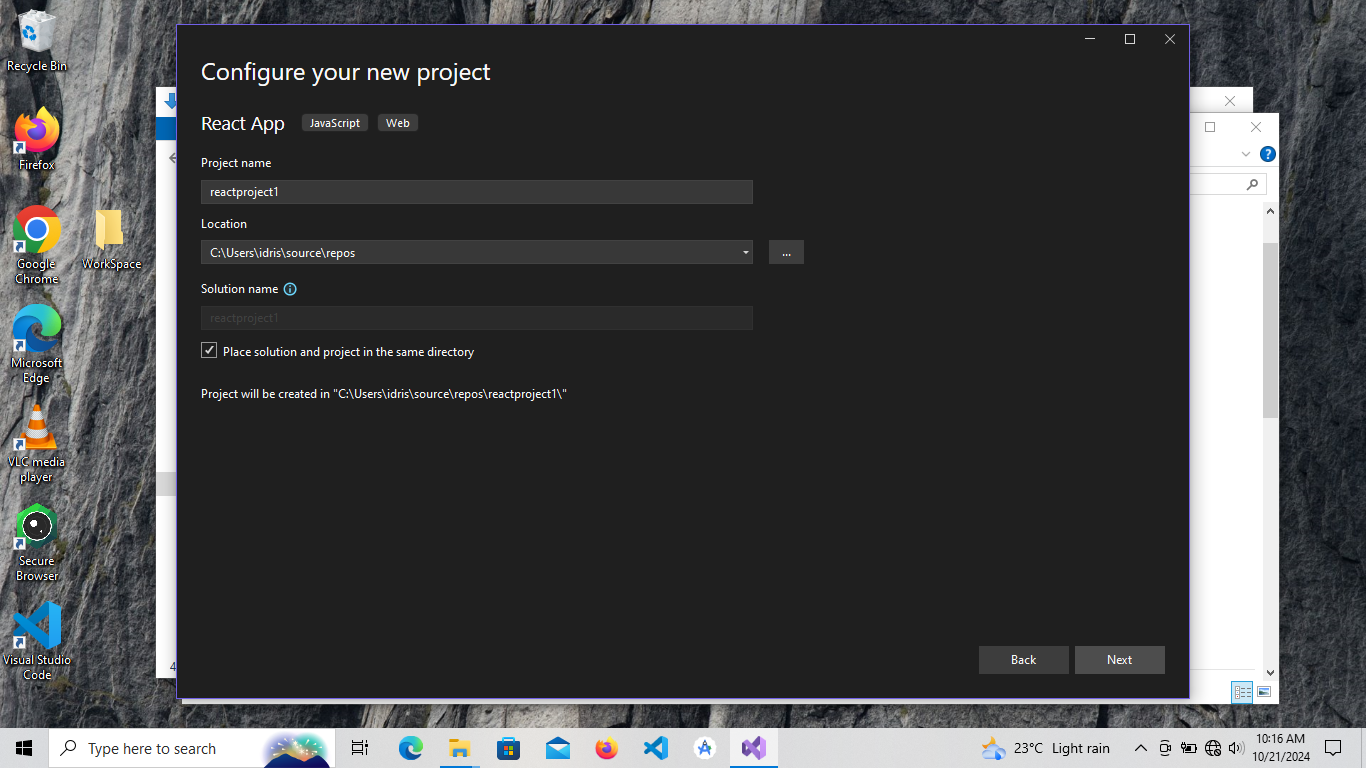 Recycle Bin
Firefox
Google
Chrome
WorkSpace
Microsoft
Edge
VLC media
player
Secure
Browser
Visual Studio
Code
Configure your new project
React App JavaScript Web
Project name
reactproject1
Location
C:\Users\idris\source\repos
...
Solution name
reactproject1
Place solution and project in the same directory
Project will be created in "C:\Users\idris\source\repos\reactproject1\"
Back Next
4
Type here to search
23°C Light rain
10:16 AM
10/21/2024